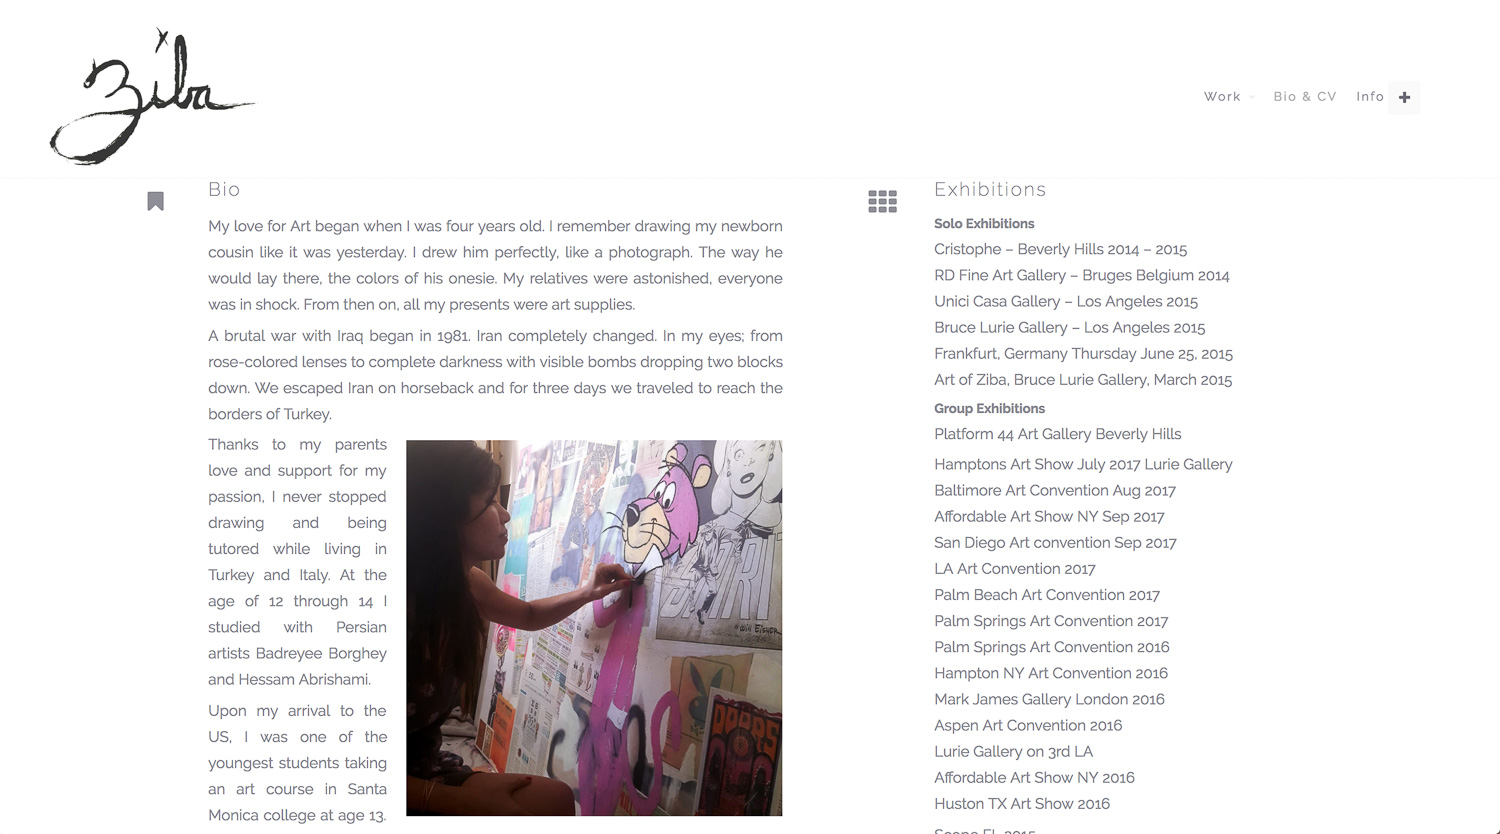 Ziba
Work
Bio & CV
Info
Bio
My love for Art began when I was four years old. I remember drawing my newborn
cousin like it was yesterday. I drew him perfectly, like a photograph. The way he
would lay there, the colors of his onesie. My relatives were astonished, everyone
was in shock. From then on, all my presents were art supplies.
A brutal war with Iraq began in 1981. Iran completely changed. In my eyes; from
rose-colored lenses to complete darkness with visible bombs dropping two blocks
down. We escaped Iran on horseback and for three days we traveled to reach the
borders of Turkey.
Thanks to my parents
love and support for my
passion, I never stopped
drawing and being
tutored while living in
Turkey and Italy. At the
age of 12 through 14 I
studied with Persian
artists Badreyee Borghey
and Hessam Abrishami.
Upon my arrival to the
US, I was one of the
youngest students taking
an art course in Santa
Monica college at age 13.
WILL EISNER
Exhibitions
Solo Exhibitions
Cristophe – Beverly Hills 2014 – 2015
RD Fine Art Gallery – Bruges Belgium 2014
Unici Casa Gallery – Los Angeles 2015
Bruce Lurie Gallery – Los Angeles 2015
Frankfurt, Germany Thursday June 25, 2015
Art of Ziba, Bruce Lurie Gallery, March 2015
Group Exhibitions
Platform 44 Art Gallery Beverly Hills
Hamptons Art Show July 2017 Lurie Gallery
Baltimore Art Convention Aug 2017
Affordable Art Show NY Sep 2017
San Diego Art convention Sep 2017
LA Art Convention 2017
Palm Beach Art Convention 2017
Palm Springs Art Convention 2017
Palm Springs Art Convention 2016
Hampton NY Art Convention 2016
Mark James Gallery London 2016
Aspen Art Convention 2016
Lurie Gallery on 3rd LA
Affordable Art Show NY 2016
Huston TX Art Show 2016